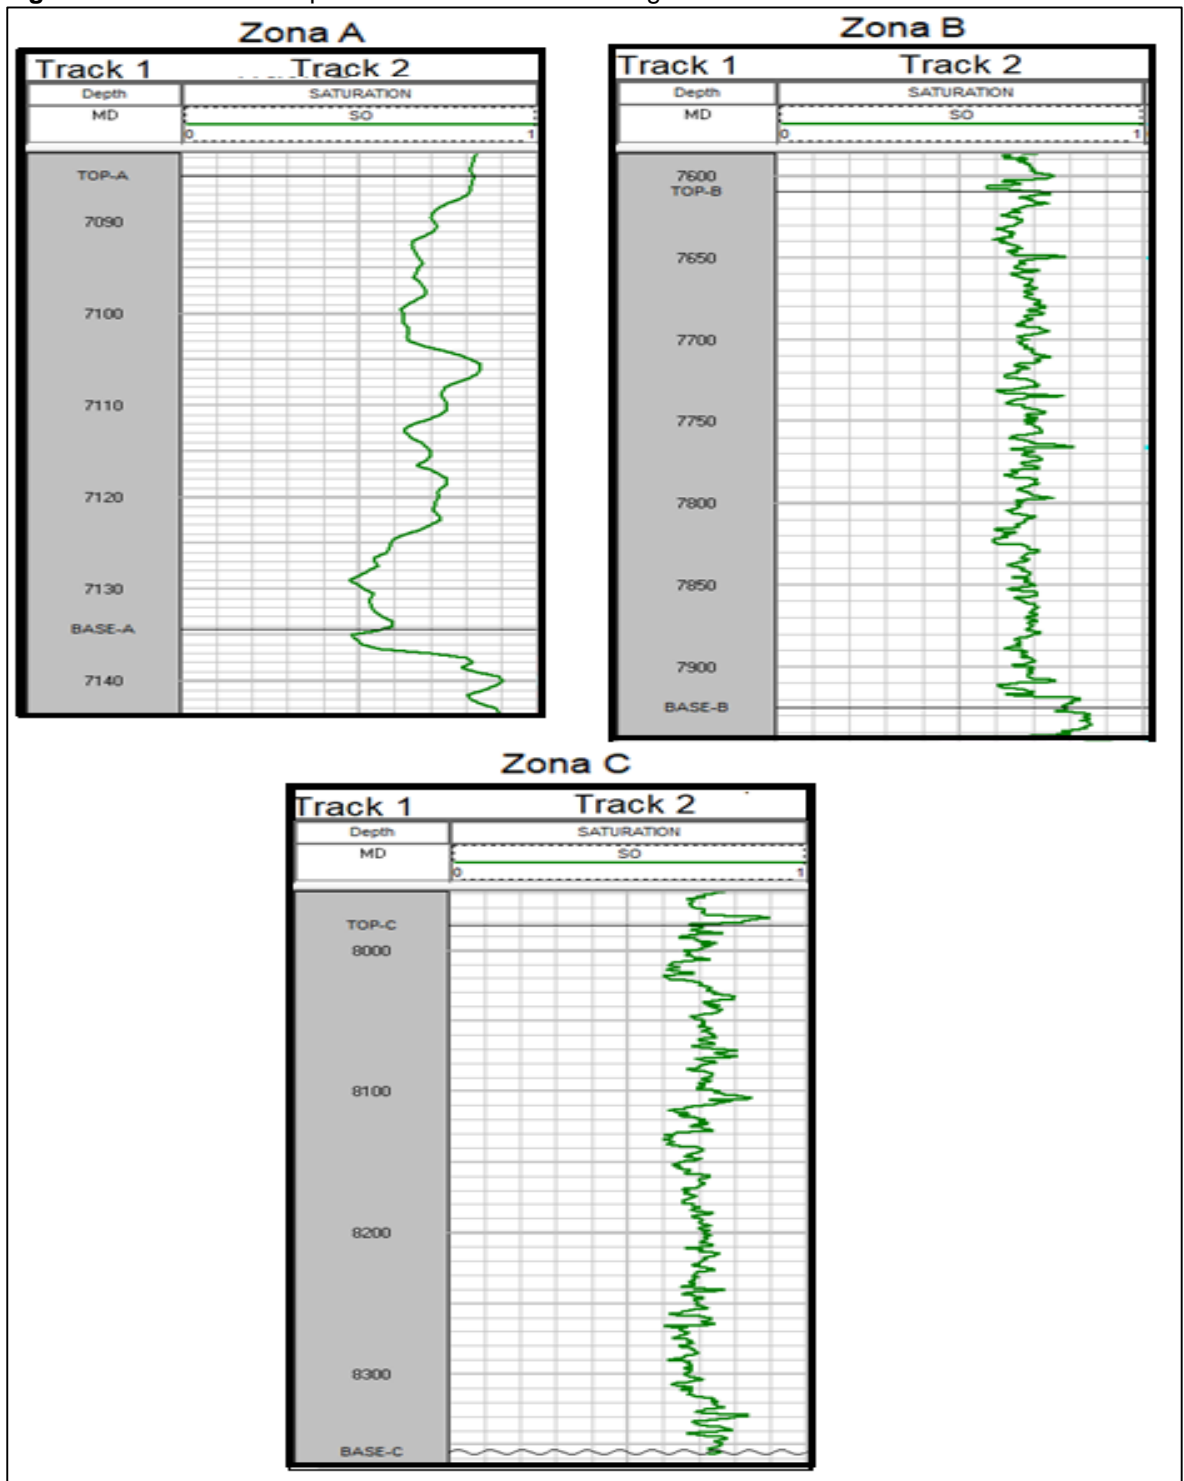 Zona A
Track 1 Track 2
Depth SATURATION
MD SO
0 1
TOP-A
7090
7100
7110
7120
7130
BASE-A
7140
Zona B
Track 1 Track 2
Depth SATURATION
MD SO
0 1
7600
TOP-B
7650
7700
7750
7800
7850
7900
BASE-B
Zona C
Track 1 Track 2
Depth SATURATION
MD SO
0 1
TOP-C
8000
8100
8200
8300
BASE-C